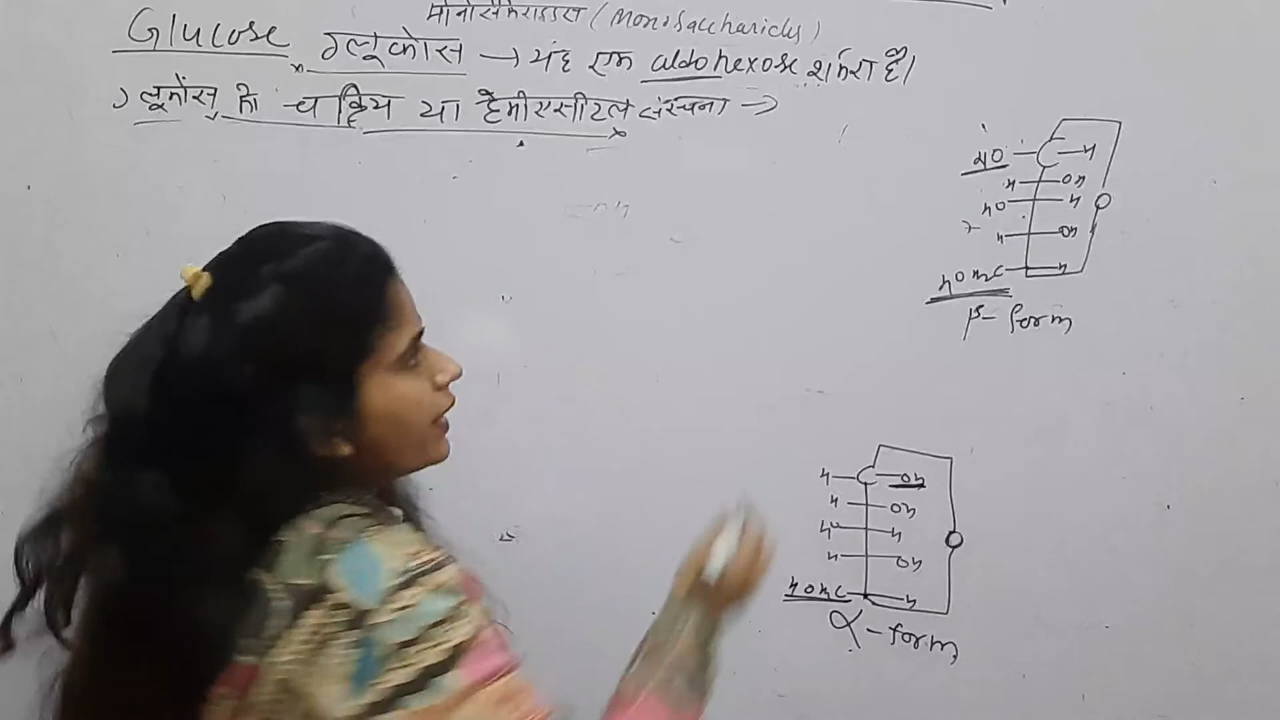 मोनोसैकेराइड्स (Monosaccharides)
Glucose ग्लूकोस → यह एक aldohexose शर्करा है।
ग्लूकोस की चक्रिय या हेमीएसीटल संरचना →
HO C H
H OH
HO H
H OH
O
HOH₂C H
β- form
H C OH
H OH
HO H
H OH
O
HOH₂C H
α-form